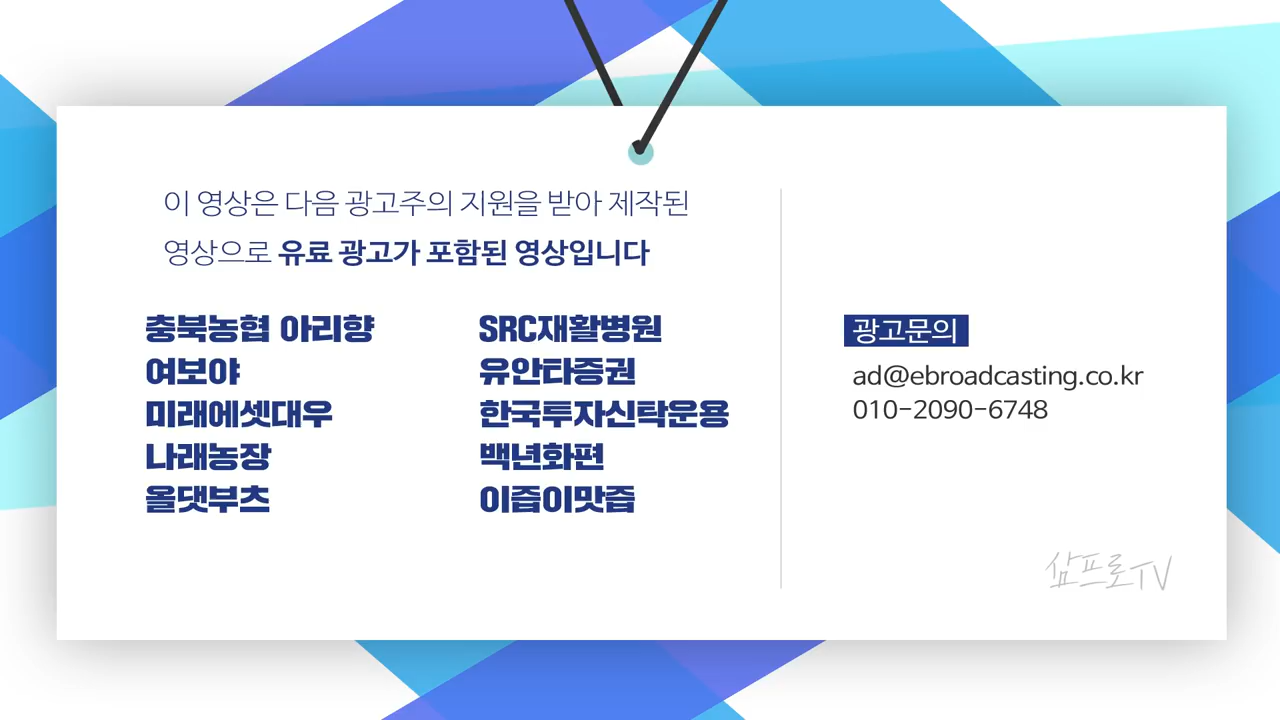 이 영상은 다음 광고주의 지원을 받아 제작된
영상으로 유료 광고가 포함된 영상입니다
충북농협 아리향
여보야
미래에셋대우
나래농장
올댓부츠
SRC재활병원
유안타증권
한국투자신탁운용
백년화편
이즙이맛즙
광고문의
ad@ebroadcasting.co.kr
010-2090-6748
삼프로TV